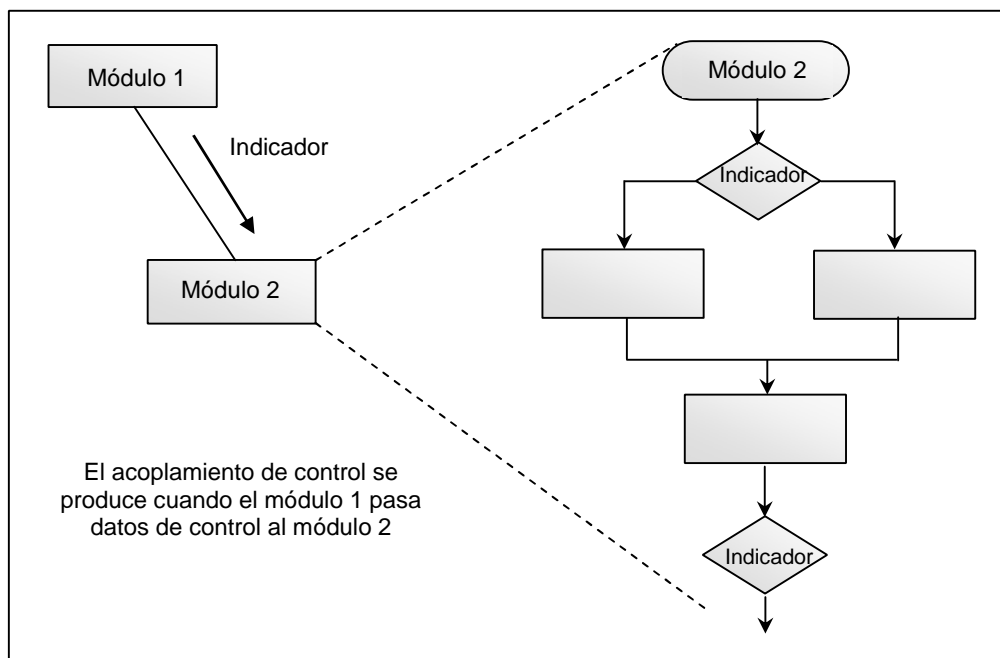 Módulo 1
Indicador
Módulo 2
El acoplamiento de control se
produce cuando el módulo 1 pasa
datos de control al módulo 2
Módulo 2
Indicador
Indicador